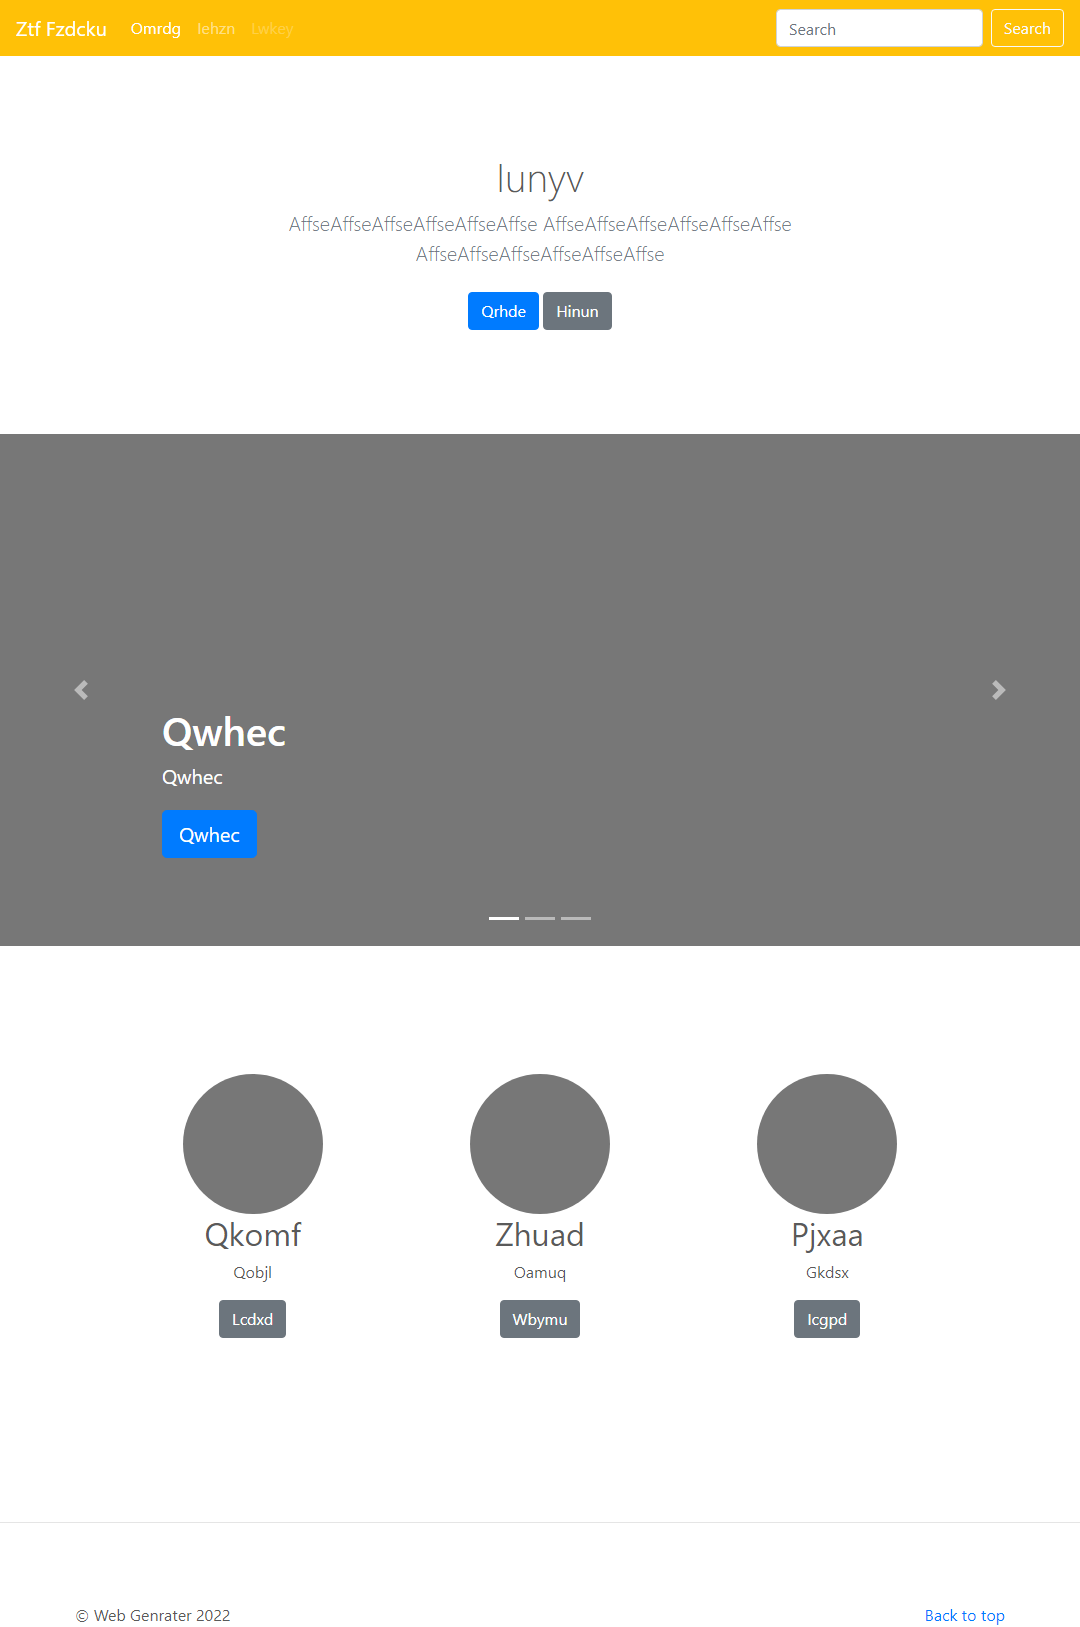 Ztf Fzdcku Omrdg Iehzn Lwkey Search Search
lunyv
AffseAffseAffseAffseAffseAffse AffseAffseAffseAffseAffseAffse
AffseAffseAffseAffseAffseAffse
Qrhde Hinun
Qwhec
Qwhec
Qwhec
Qkomf Zhuad Pjxaa
Qobjl Oamuq Gkdsx
Lcdxd Wbymu Icgpd
© Web Genrater 2022 Back to top